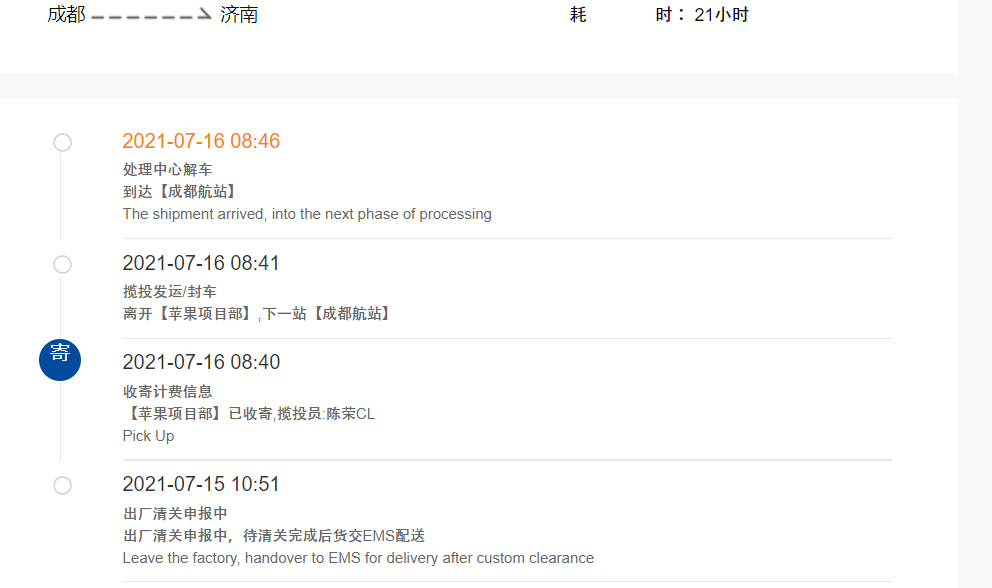 成都 济南 耗 时： 21小时
2021-07-16 08:46
处理中心解车
到达【成都航站】
The shipment arrived, into the next phase of processing
2021-07-16 08:41
揽投发运/封车
离开【苹果项目部】,下一站【成都航站】
寄
2021-07-16 08:40
收寄计费信息
【苹果项目部】已收寄,揽投员:陈荣CL
Pick Up
2021-07-15 10:51
出厂清关申报中
出厂清关申报中，待清关完成后货交EMS配送
Leave the factory, handover to EMS for delivery after custom clearance